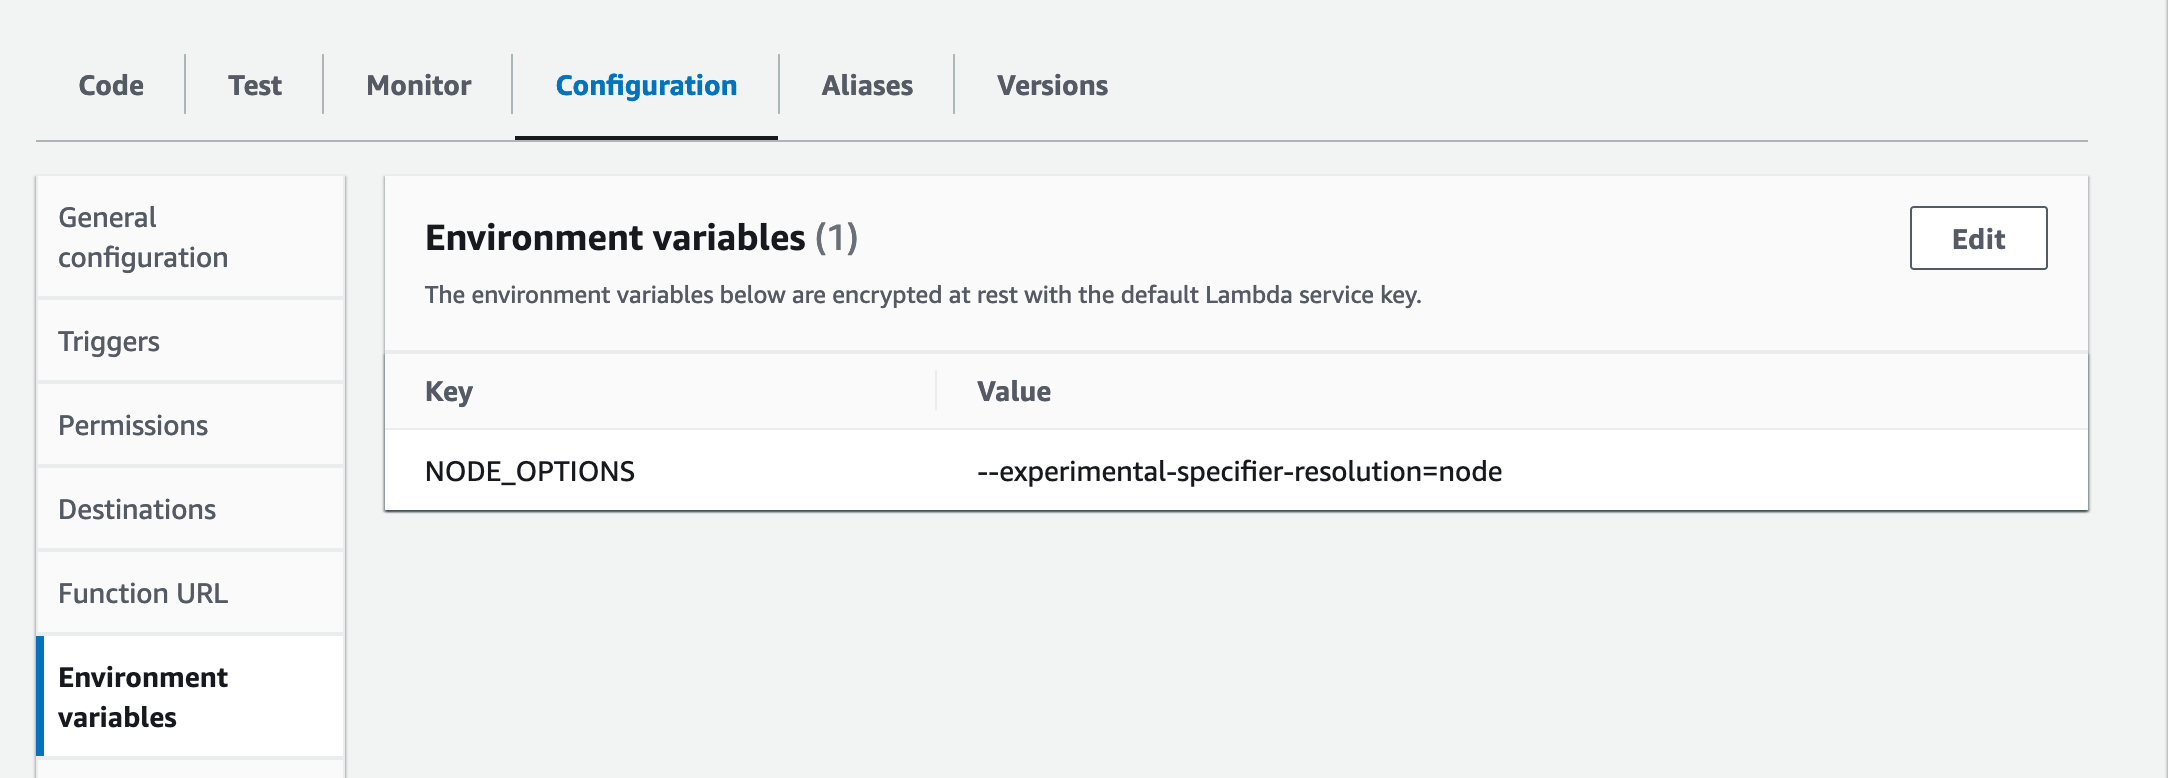 Code Test Monitor Configuration Aliases Versions
General
configuration
Triggers
Permissions
Destinations
Function URL
Environment
variables
Environment variables (1)
Edit
The environment variables below are encrypted at rest with the default Lambda service key.
Key Value
NODE_OPTIONS --experimental-specifier-resolution=node